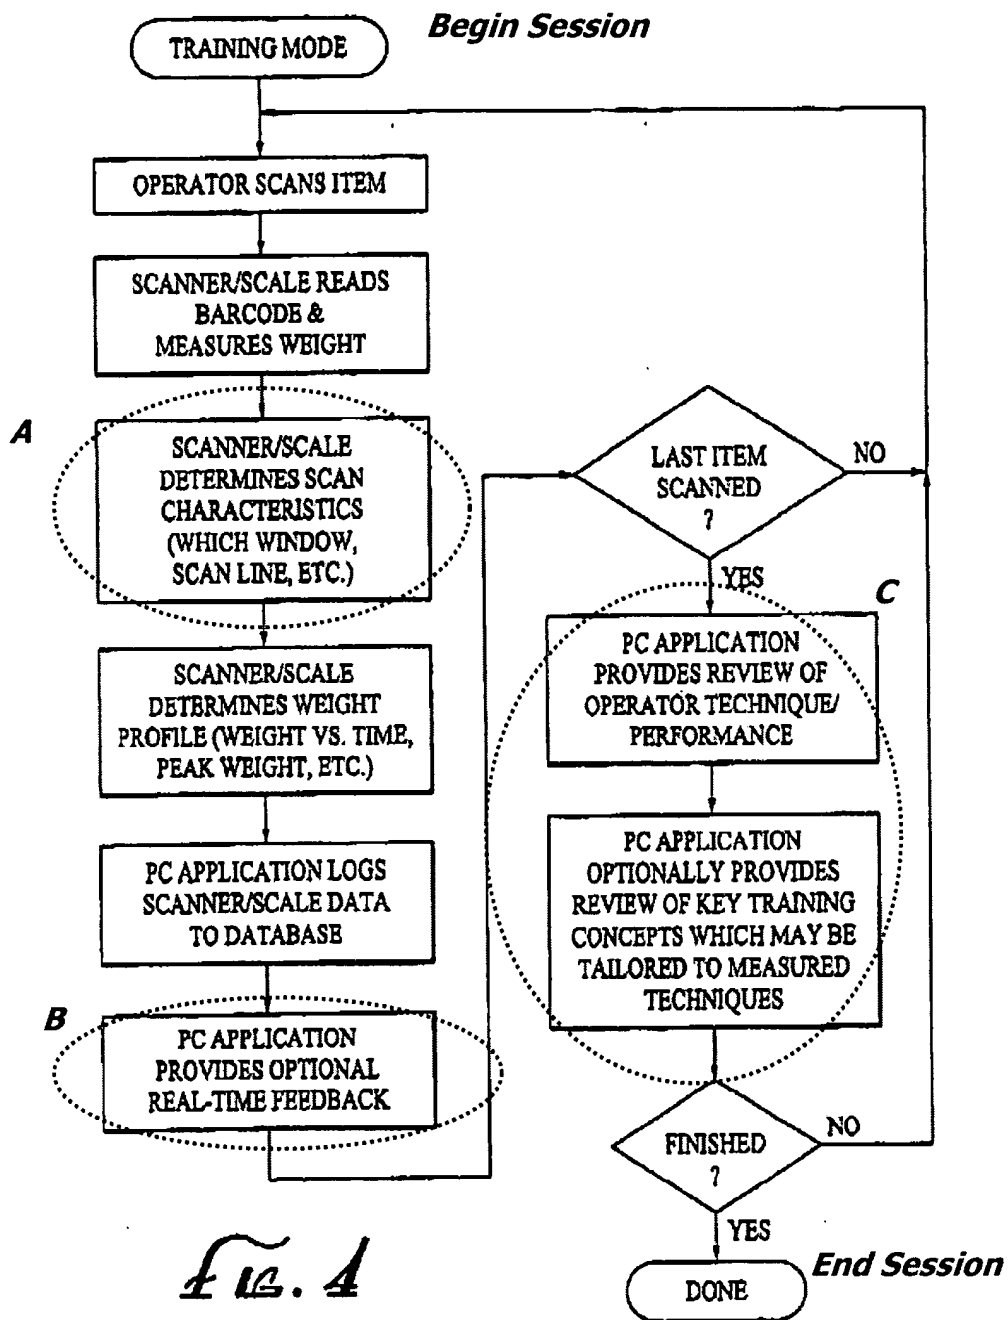 Begin Session
TRAINING MODE
OPERATOR SCANS ITEM
SCANNER/SCALE READS
BARCODE &
MEASURES WEIGHT
A
SCANNER/SCALE
DETERMINES SCAN
CHARACTERISTICS
(WHICH WINDOW,
SCAN LINE, ETC.)
SCANNER/SCALE
DETERMINES WEIGHT
PROFILE (WEIGHT VS. TIME,
PEAK WEIGHT, ETC.)
PC APPLICATION LOGS
SCANNER/SCALE DATA
TO DATABASE
B
PC APPLICATION
PROVIDES OPTIONAL
REAL-TIME FEEDBACK
LAST ITEM
SCANNED
?
NO
YES
C
PC APPLICATION
PROVIDES REVIEW OF
OPERATOR TECHNIQUE/
PERFORMANCE
PC APPLICATION
OPTIONALLY PROVIDES
REVIEW OF KEY TRAINING
CONCEPTS WHICH MAY BE
TAILORED TO MEASURED
TECHNIQUES
FINISHED
?
NO
YES
End Session
DONE
FIG. 4